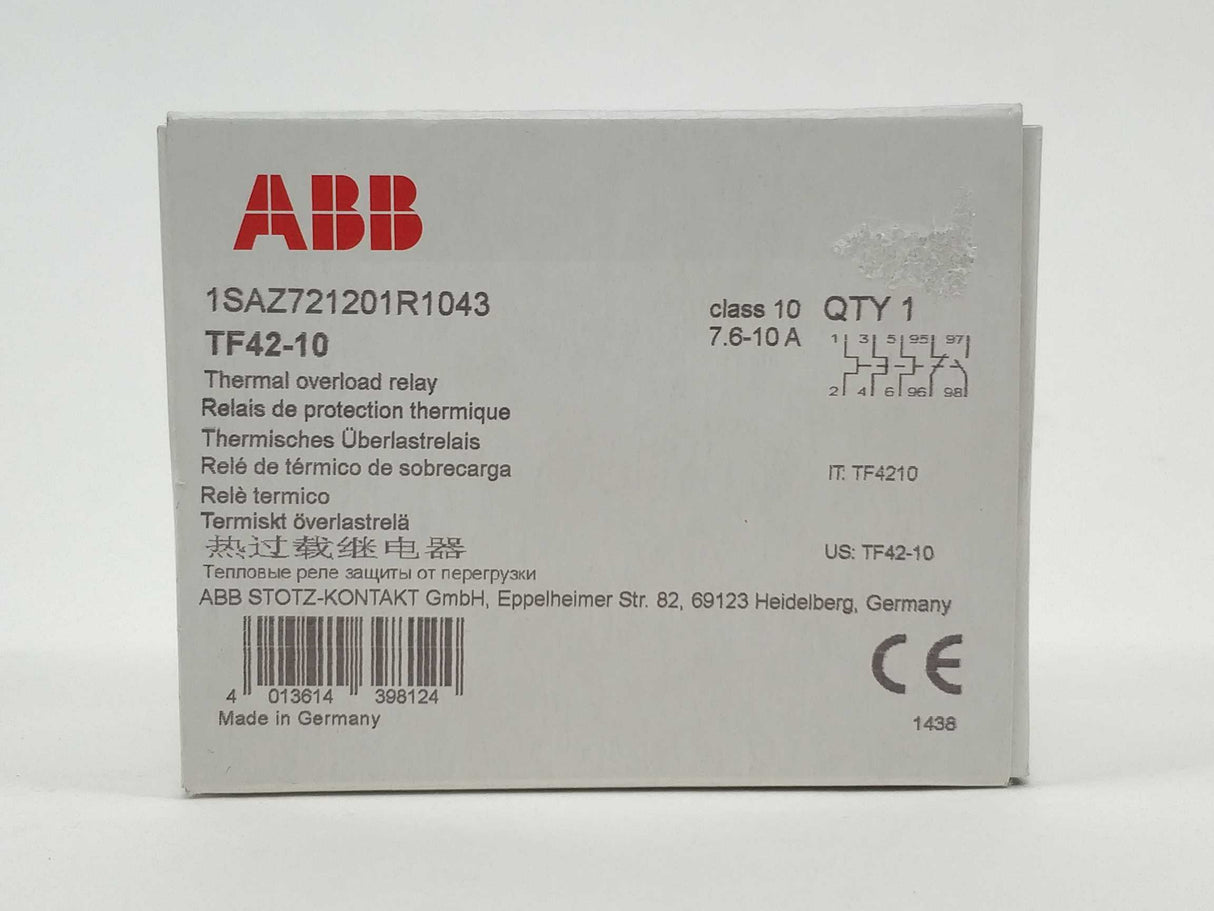 ABB
1SAZ721201R1043
TF42-10
class 10 QTY 1
7.6-10 A
1 3 5 95 97
2 4 6 96 98
Thermal overload relay
Relais de protection thermique
Thermisches Überlastrelais
Relé de térmico de sobrecarga
Relè termico
Termiskt överlastrelä
热过载继电器
Тепловые реле защиты от перегрузки
IT: TF4210
US: TF42-10
ABB STOTZ-KONTAKT GmbH, Eppelheimer Str. 82, 69123 Heidelberg, Germany
4 013614 398124
Made in Germany
CE
1438